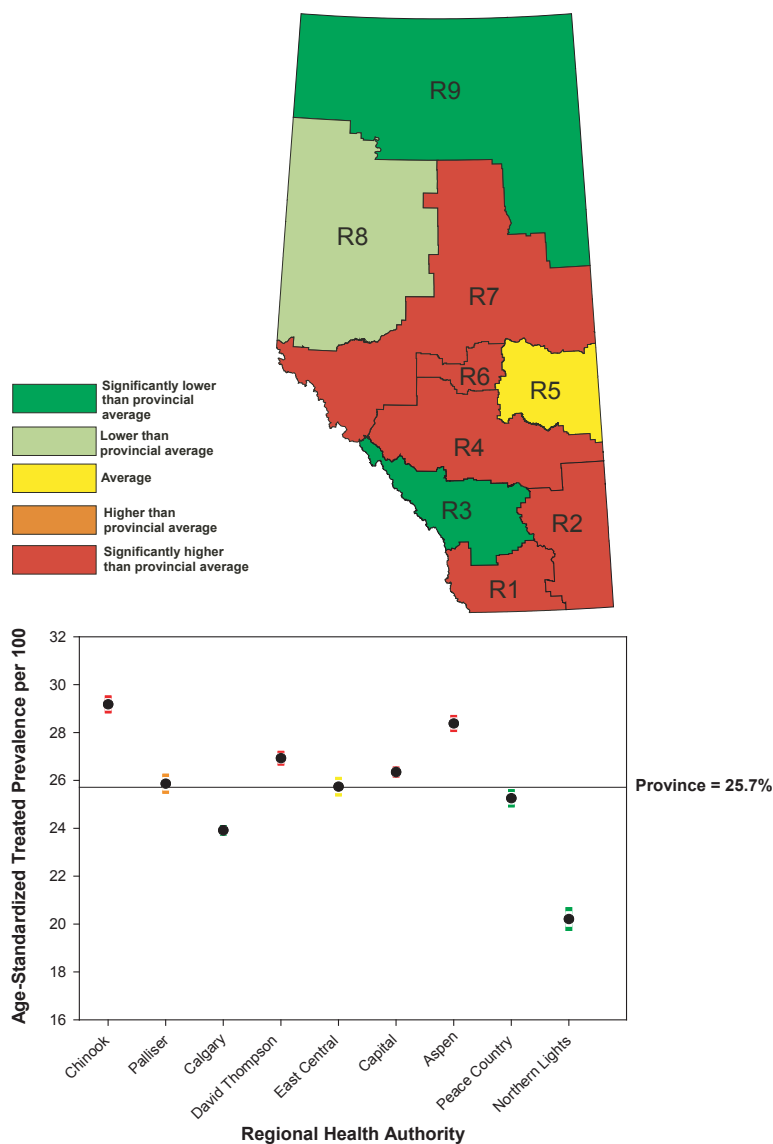 R9
R8
R7
R6
R5
R4
R3
R2
R1
Significantly lower
than provincial
average
Lower than
provincial average
Average
Higher than
provincial average
Significantly higher
than provincial average
Age-Standardized Treated Prevalence per 100
32
30
28
26
24
22
20
18
16
Province = 25.7%
Chinook
Palliser
Calgary
David Thompson
East Central
Capital
Aspen
Peace Country
Northern Lights
Regional Health Authority